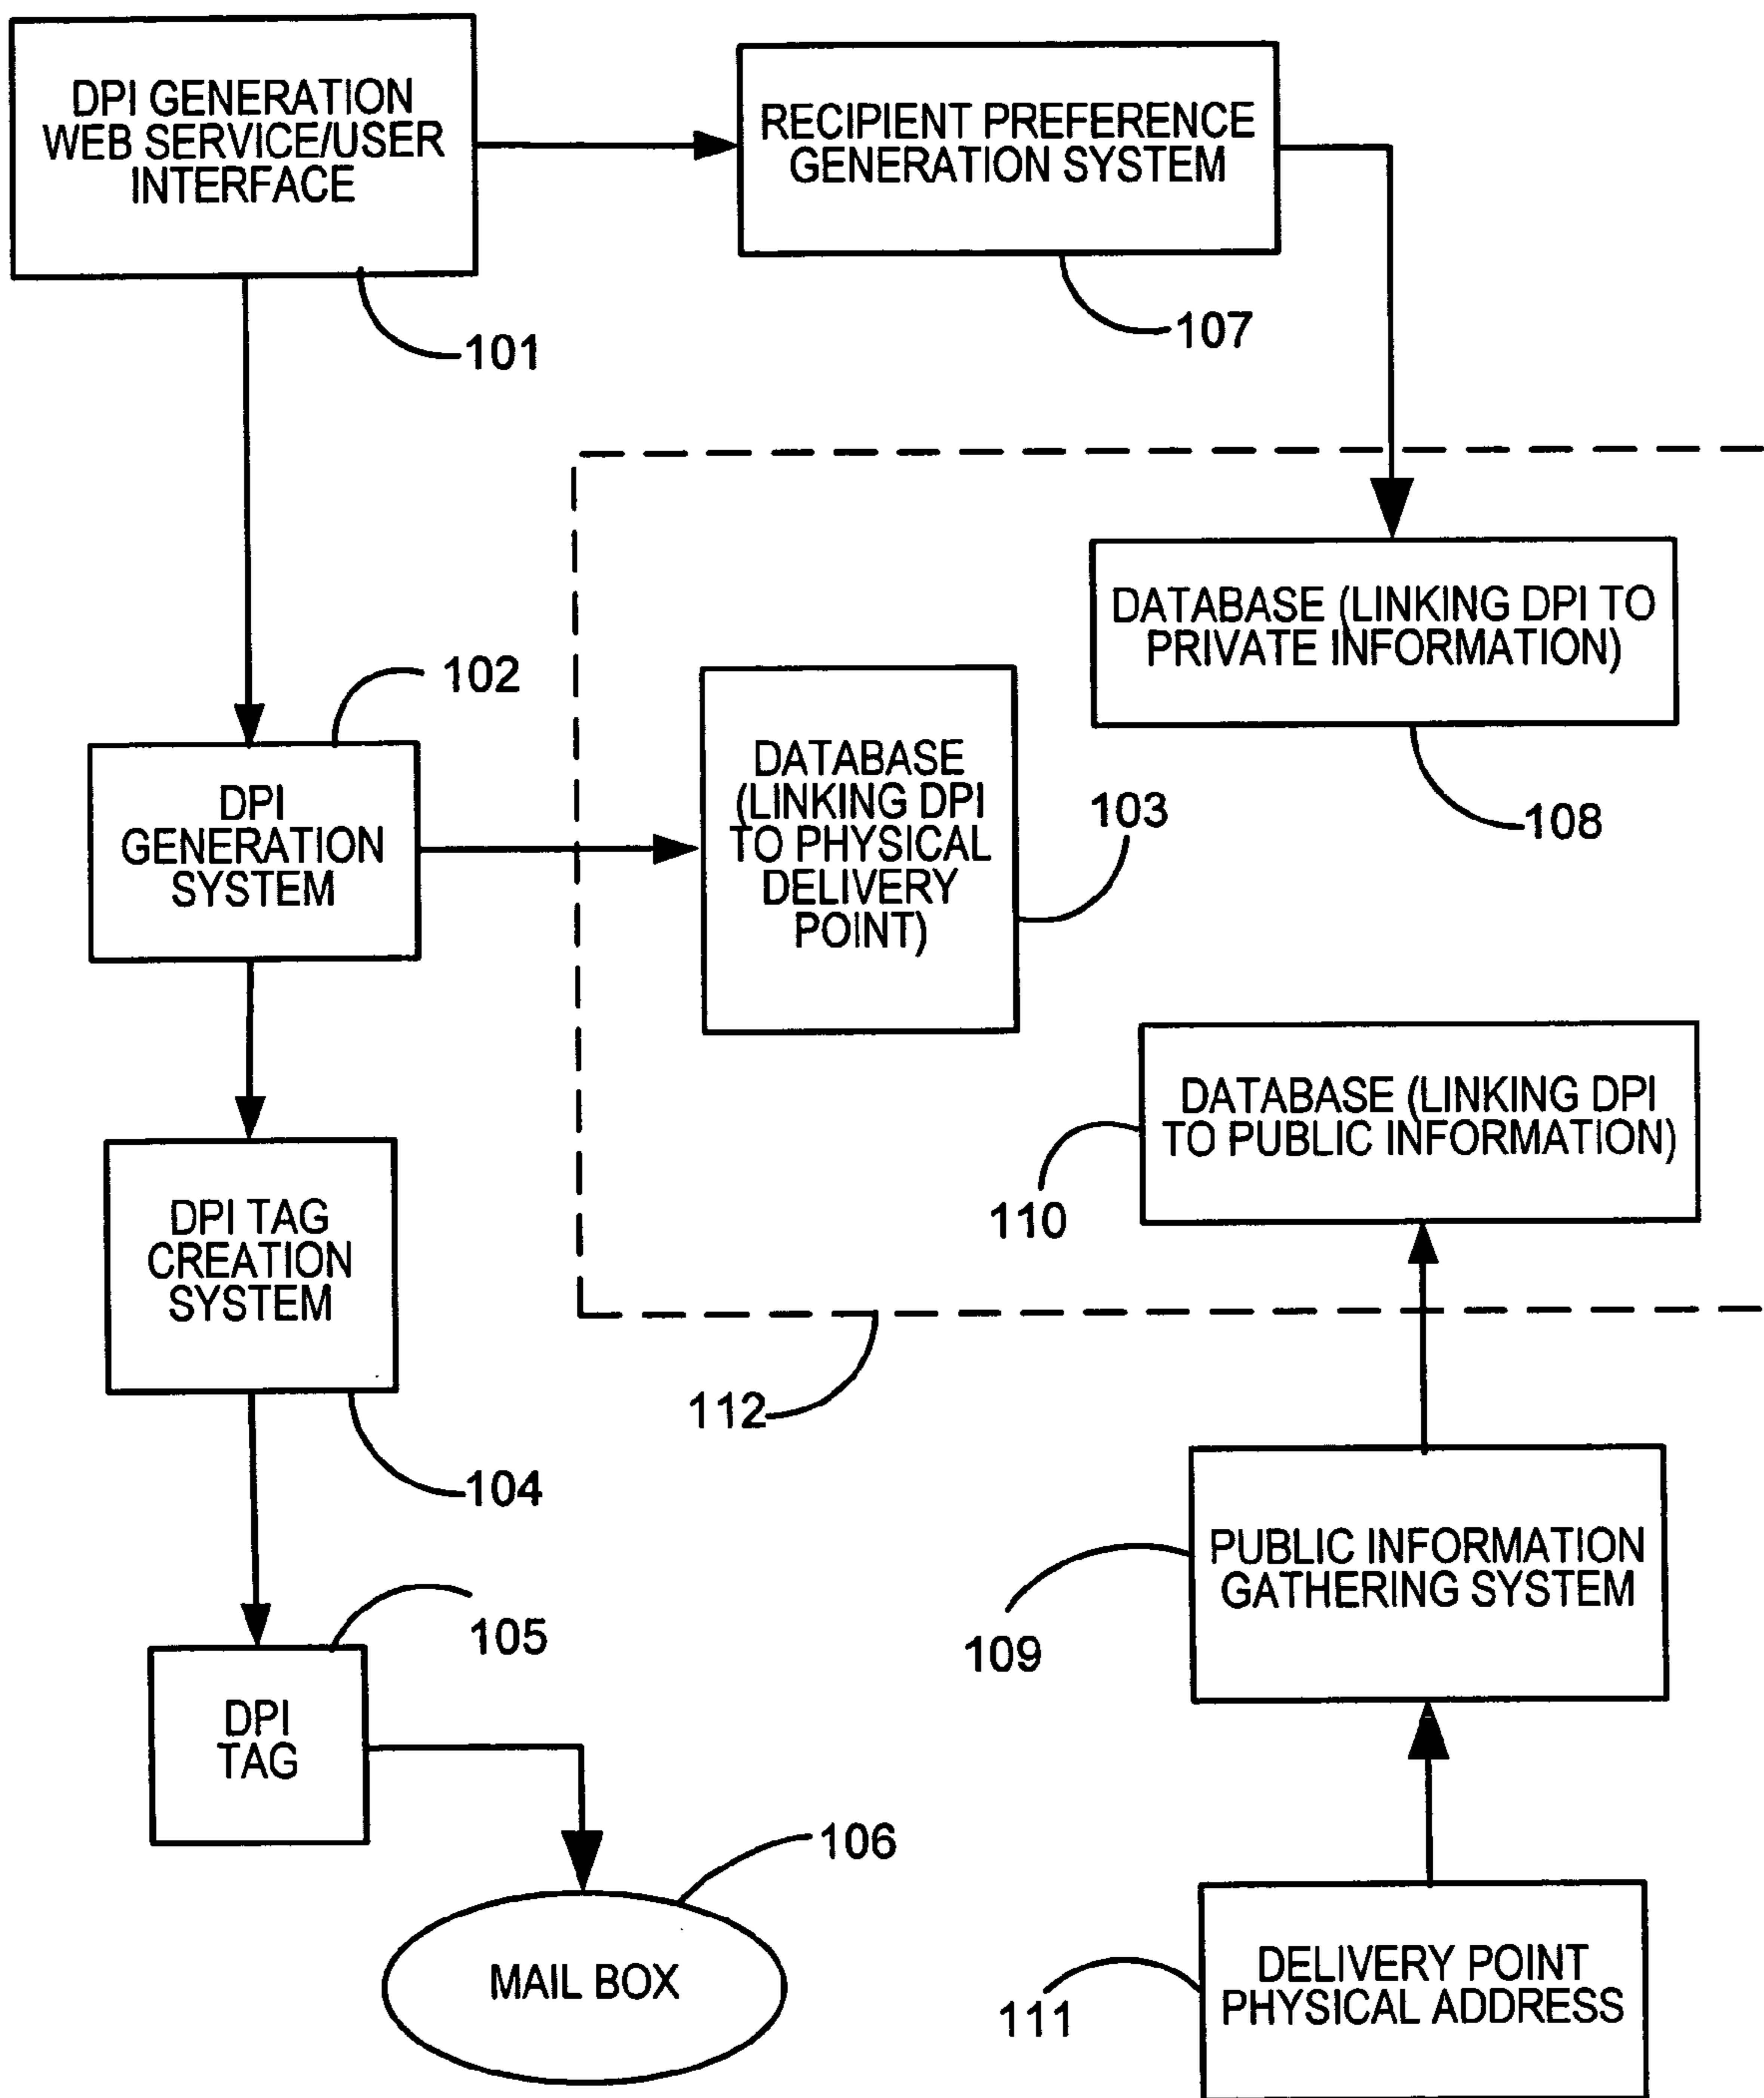 DPI GENERATION
WEB SERVICE/USER
INTERFACE
101
RECIPIENT PREFERENCE
GENERATION SYSTEM
107
DATABASE (LINKING DPI TO
PRIVATE INFORMATION)
108
102
DPI
GENERATION
SYSTEM
DATABASE
(LINKING DPI
TO PHYSICAL
DELIVERY
POINT)
103
DATABASE (LINKING DPI
TO PUBLIC INFORMATION)
110
112
DPI TAG
CREATION
SYSTEM
104
PUBLIC INFORMATION
GATHERING SYSTEM
109
105
DPI
TAG
106
MAIL BOX
DELIVERY POINT
PHYSICAL ADDRESS
111